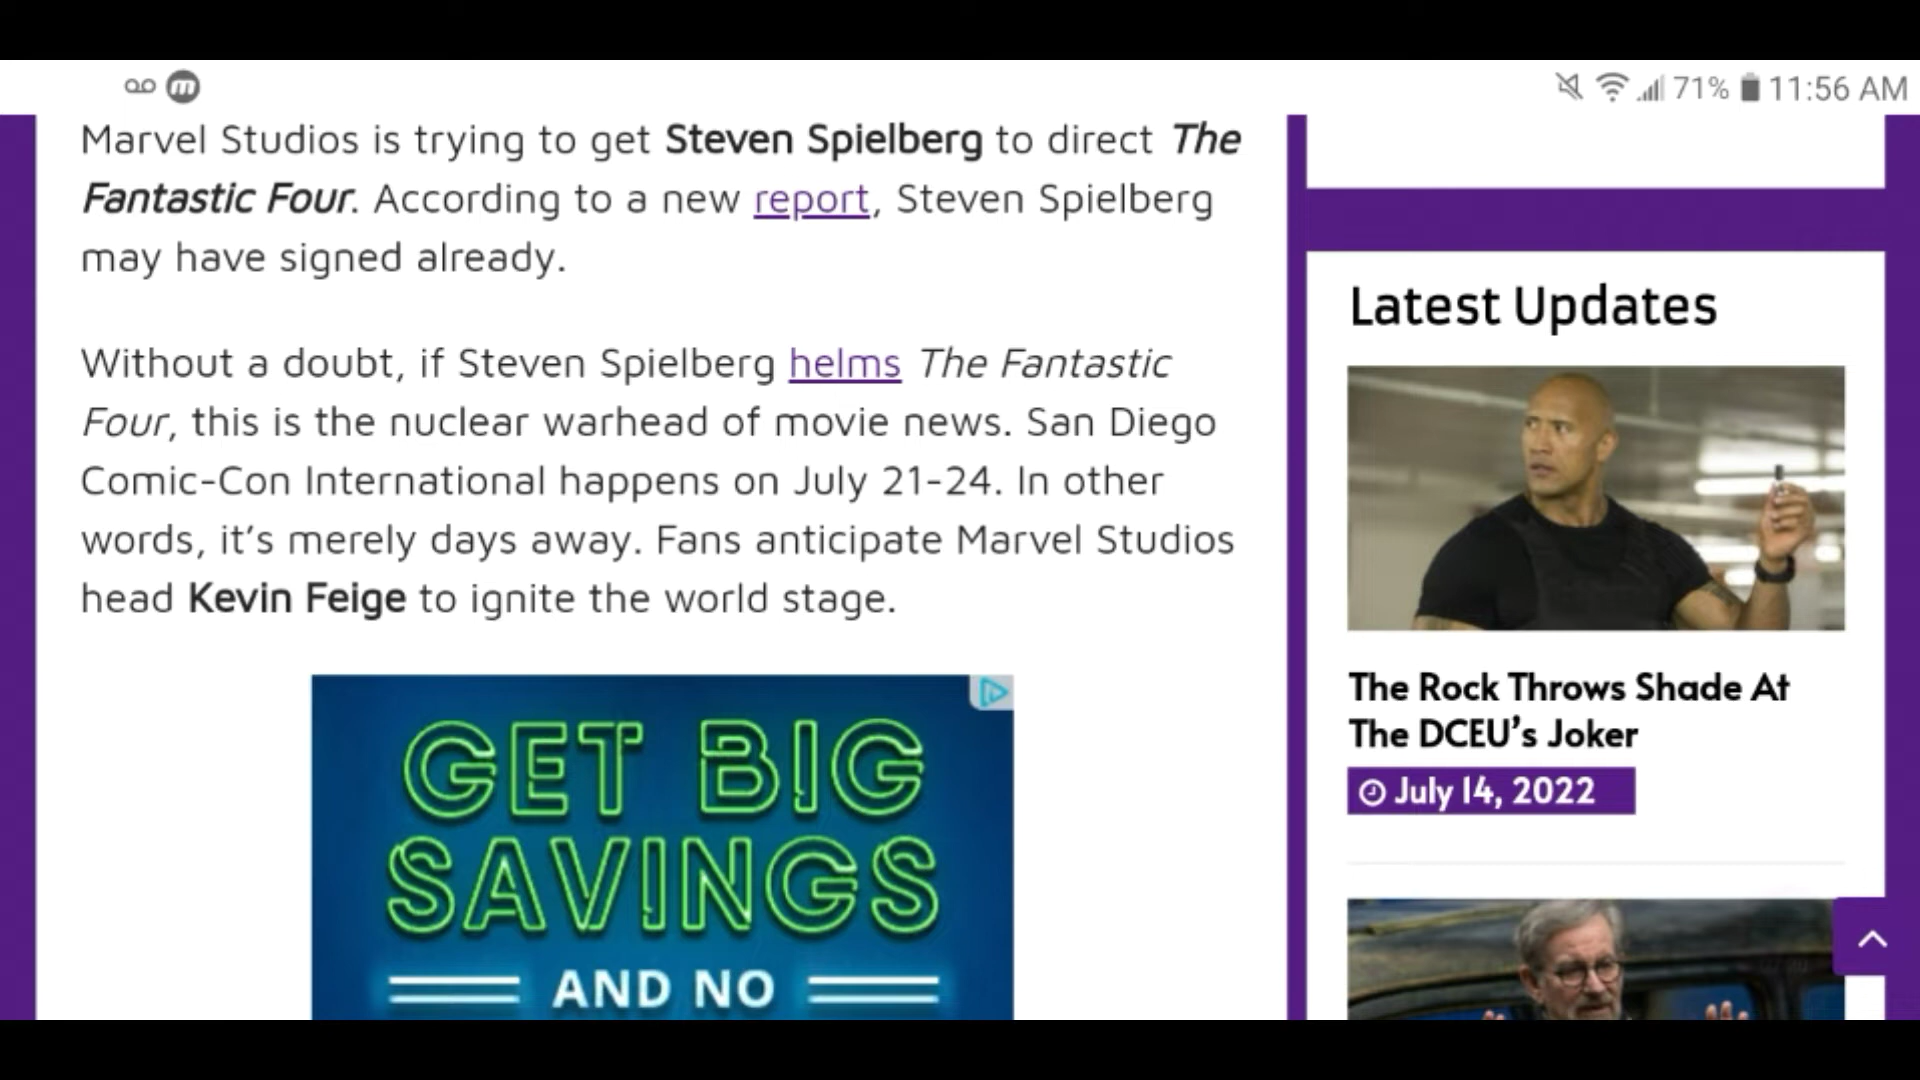 71% 11:56 AM
Marvel Studios is trying to get Steven Spielberg to direct The
Fantastic Four. According to a new report, Steven Spielberg
may have signed already.
Without a doubt, if Steven Spielberg helms The Fantastic
Four, this is the nuclear warhead of movie news. San Diego
Comic-Con International happens on July 21-24. In other
words, it’s merely days away. Fans anticipate Marvel Studios
head Kevin Feige to ignite the world stage.
GET BIG
SAVINGS
AND NO
Latest Updates
The Rock Throws Shade At
The DCEU’s Joker
July 14, 2022